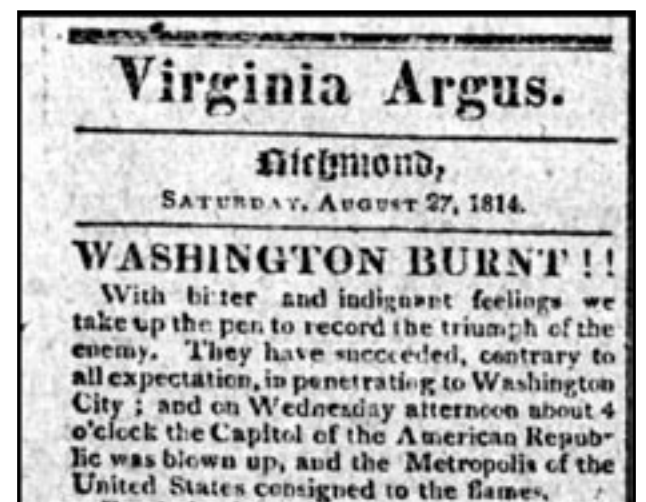 Virginia Argus.
Richmond,
SATURDAY, AUGUST 27, 1814.
WASHINGTON BURNT!!
With bitter and indignant feelings we
take up the pen to record the triumph of the
enemy. They have succeeded, contrary to
all expectation, in penetrating to Washington
City; and on Wednesday afternoon about 4
o'clock the Capitol of the American Repub-
lic was blown up, and the Metropolis of the
United States consigned to the flames.